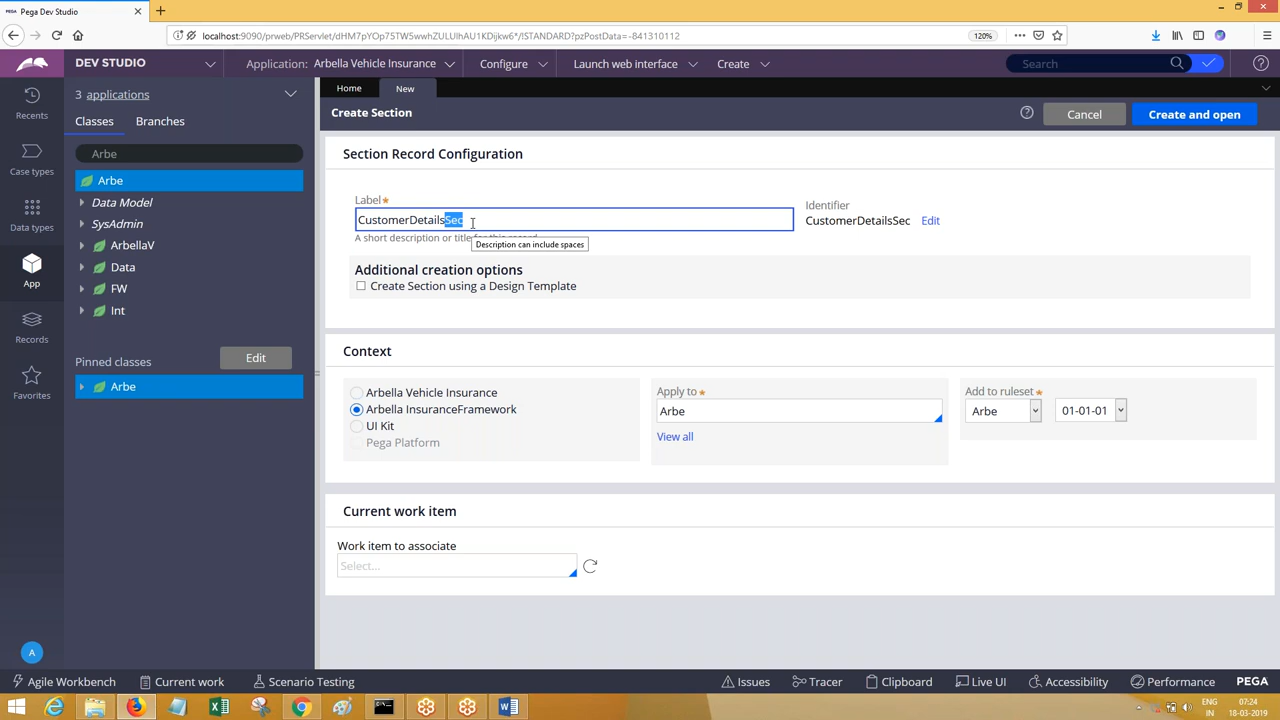 Pega Dev Studio
localhost:9090/prweb/PRServlet/dHM7pYOp75TW5wwhZULUlhAU1KDijkw6*/!STANDARD?pzPostData=-841310112
120%
DEV STUDIO
Application: Arbella Vehicle Insurance
Configure
Launch web interface
Create
Search
Recents
Case types
Data types
App
Records
Favorites
A
3 applications
Classes
Branches
Arbe
Arbe
Data Model
SysAdmin
ArbellaV
Data
FW
Int
Pinned classes
Edit
Arbe
Home
New
Create Section
Cancel
Create and open
Section Record Configuration
Label*
CustomerDetailsSec
Description can include spaces
A short description or title for this record
Identifier
CustomerDetailsSec Edit
Additional creation options
Create Section using a Design Template
Context
Arbella Vehicle Insurance
Arbella InsuranceFramework
UI Kit
Pega Platform
Apply to*
Arbe
View all
Add to ruleset*
Arbe
01-01-01
Current work item
Work item to associate
Select...
Agile Workbench
Current work
Scenario Testing
Issues
Tracer
Clipboard
Live UI
Accessibility
Performance
PEGA
ENG
IN
07:24
18-03-2019